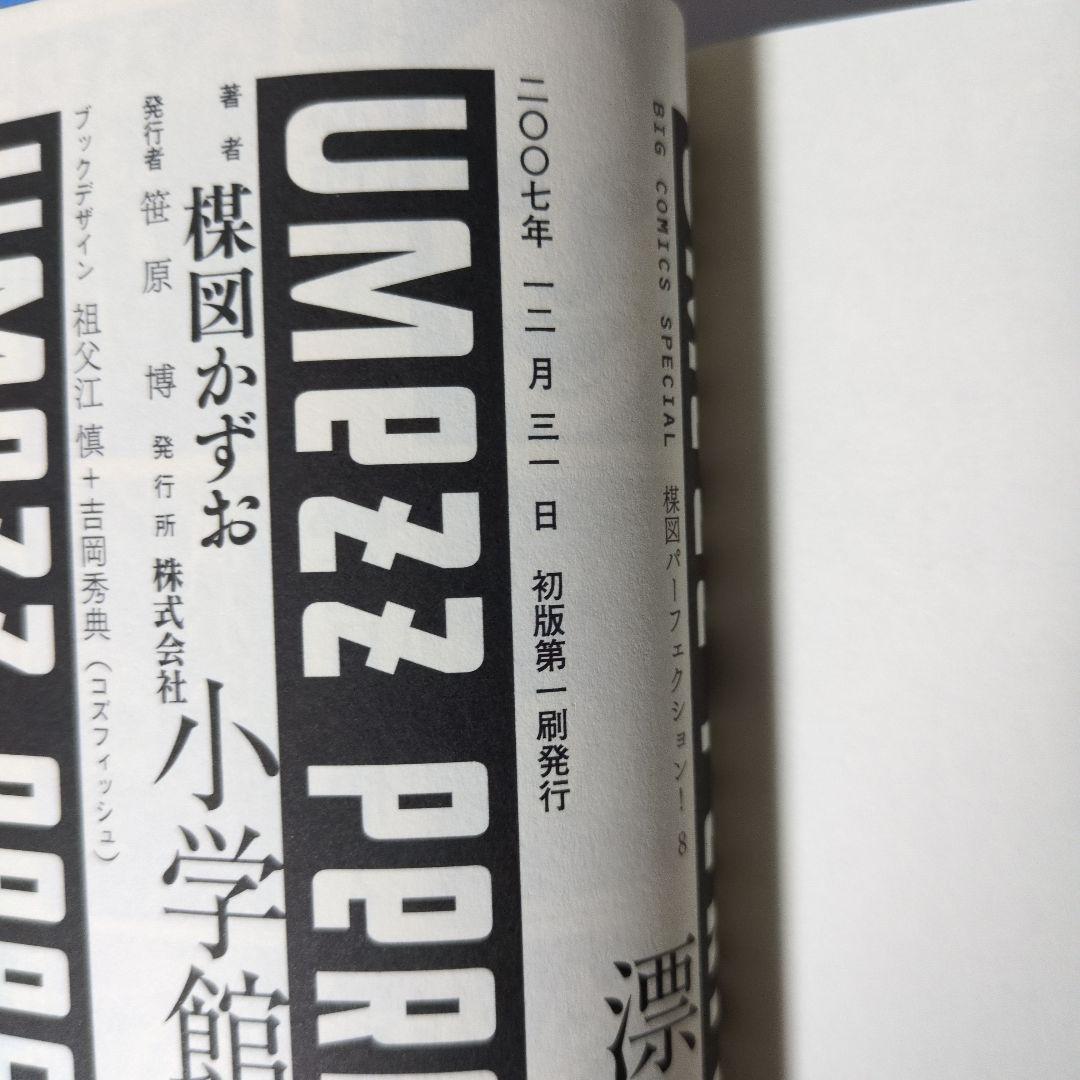 BIG COMICS SPECIAL 楳図パーフェクション! 8
漂
二〇〇七年 一二月三一日 初版第一刷発行
UMEZZ PER
著者 楳図かずお
発行者 笹原 博 発行所 株式会社 小学館
ブックデザイン 祖父江 慎+吉岡秀典(コズフィッシュ)